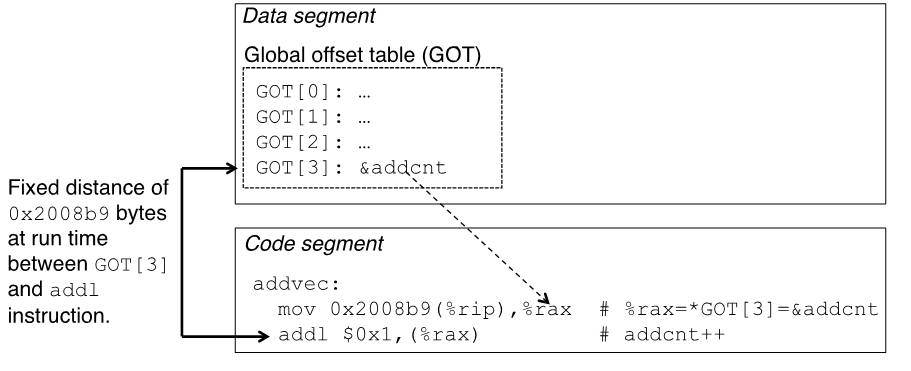 Data segment
Global offset table (GOT)
GOT[0]: …
GOT[1]: …
GOT[2]: …
GOT[3]: &addcnt
Fixed distance of
0x2008b9 bytes
at run time
between GOT[3]
and addl
instruction.
Code segment
addvec:
mov 0x2008b9(%rip),%rax # %rax=*GOT[3]=&addcnt
addl $0x1,(%rax) # addcnt++